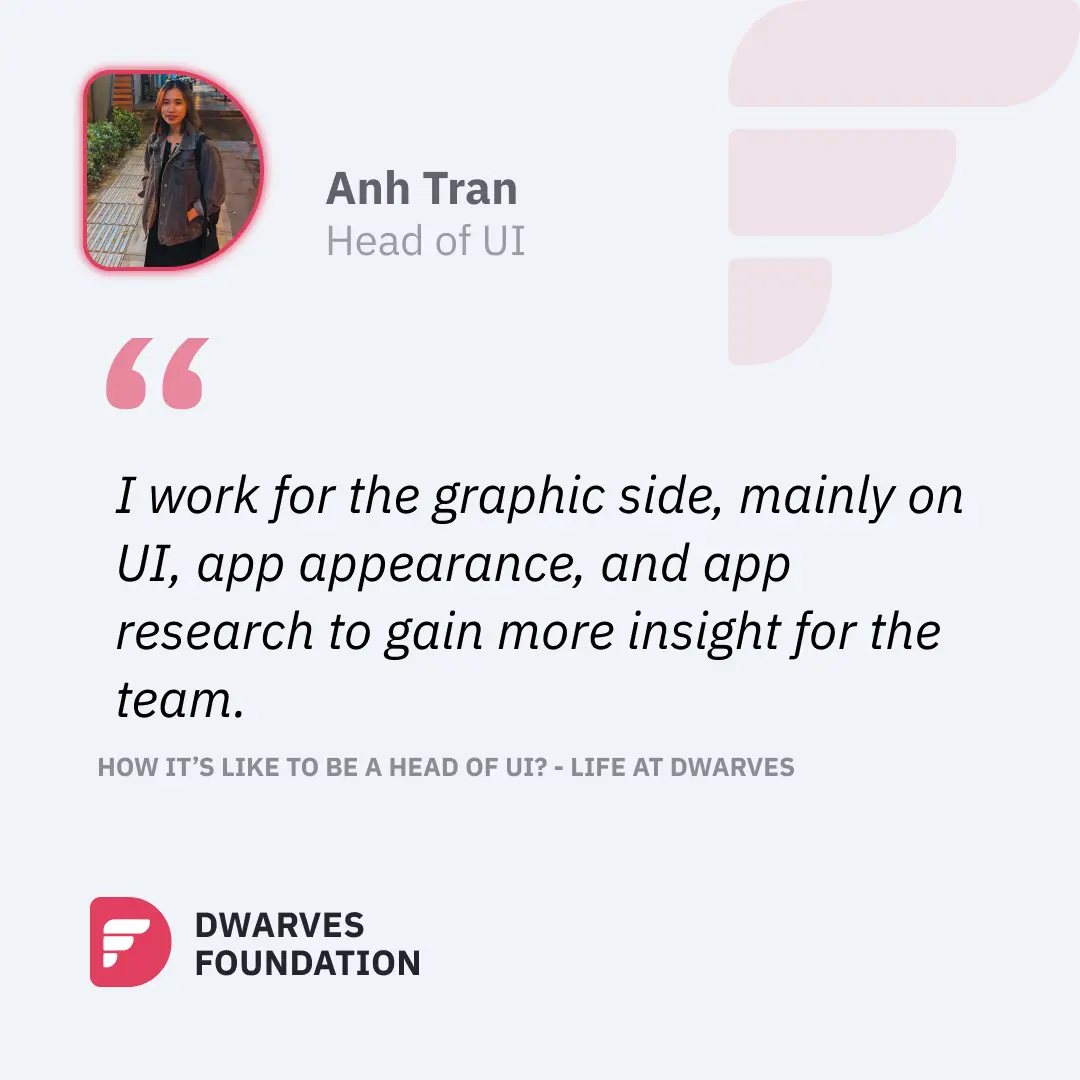 Anh Tran
Head of UI
“
I work for the graphic side, mainly on
UI, app appearance, and app
research to gain more insight for the
team.
HOW IT’S LIKE TO BE A HEAD OF UI? - LIFE AT DWARVES
DWARVES
FOUNDATION